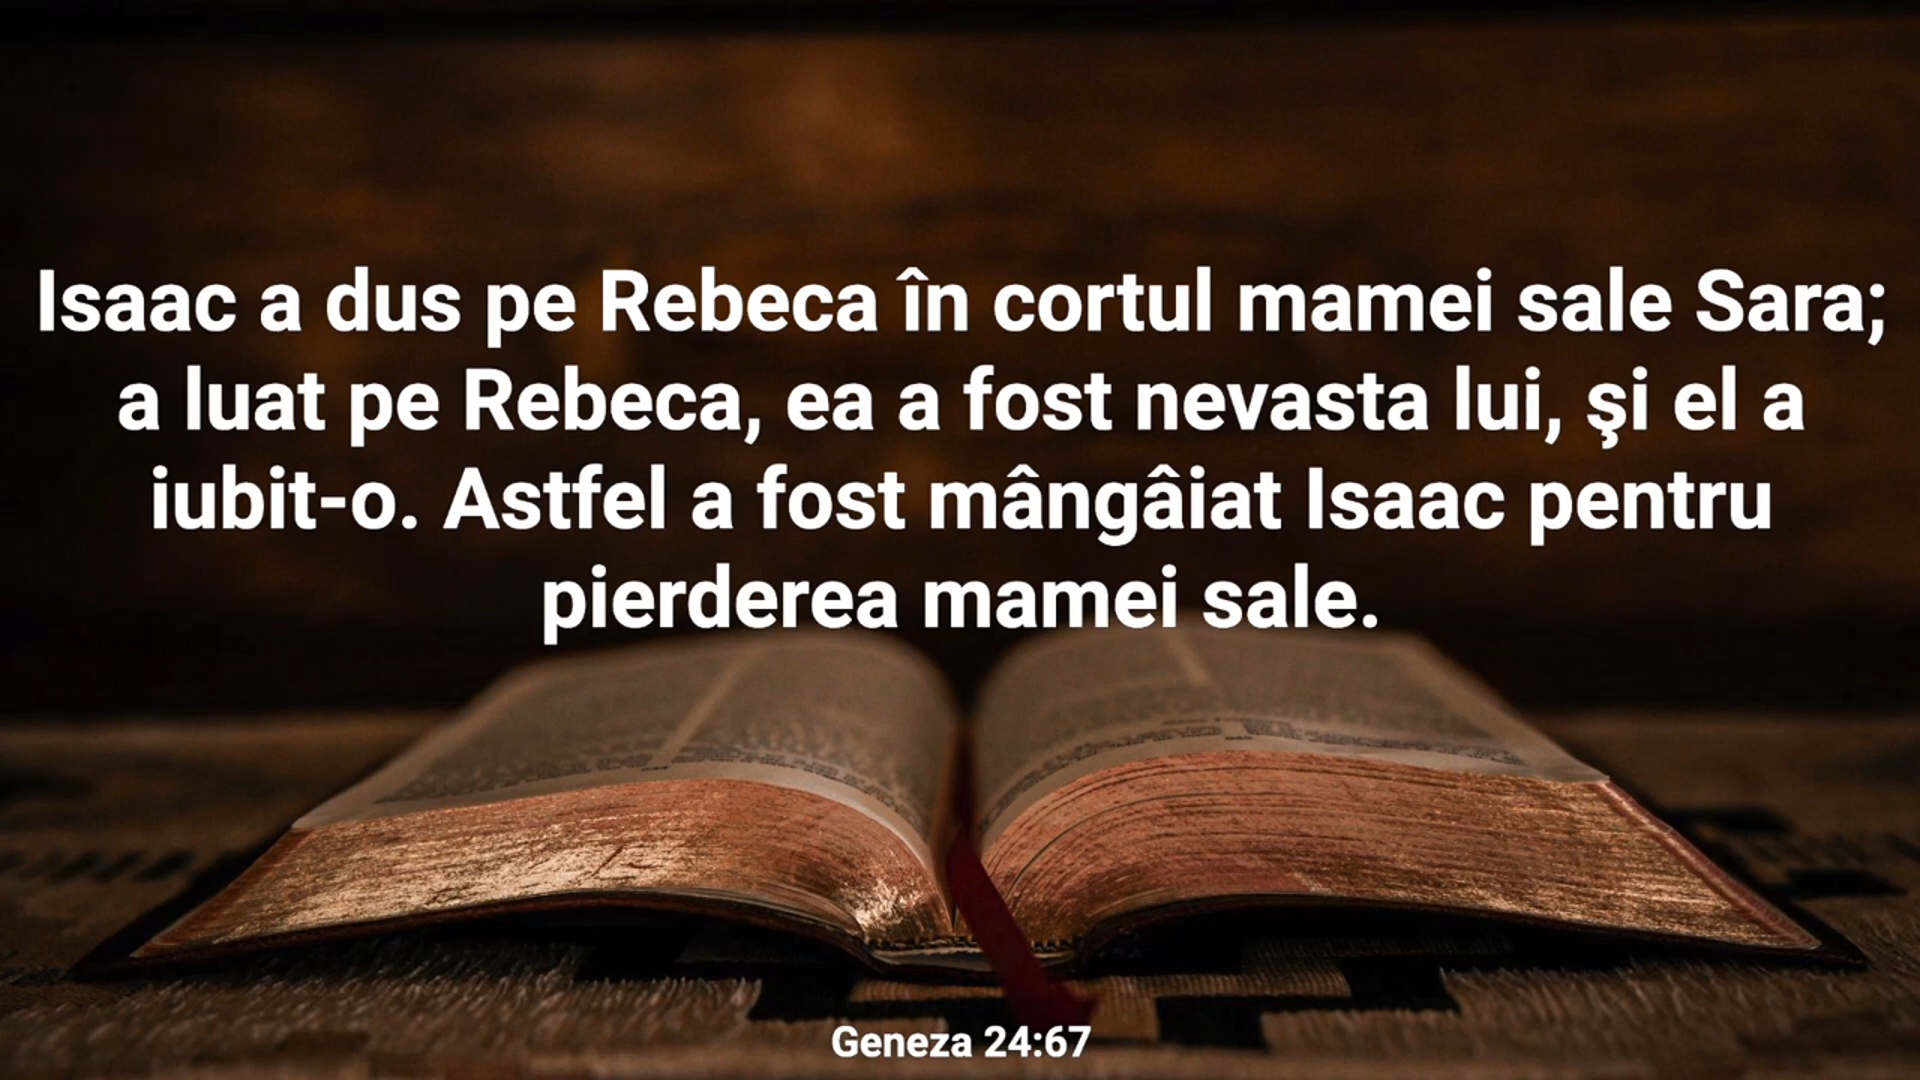 Isaac a dus pe Rebeca în cortul mamei sale Sara;
a luat pe Rebeca, ea a fost nevasta lui, şi el a
iubit-o. Astfel a fost mângâiat Isaac pentru
pierderea mamei sale.
Geneza 24:67